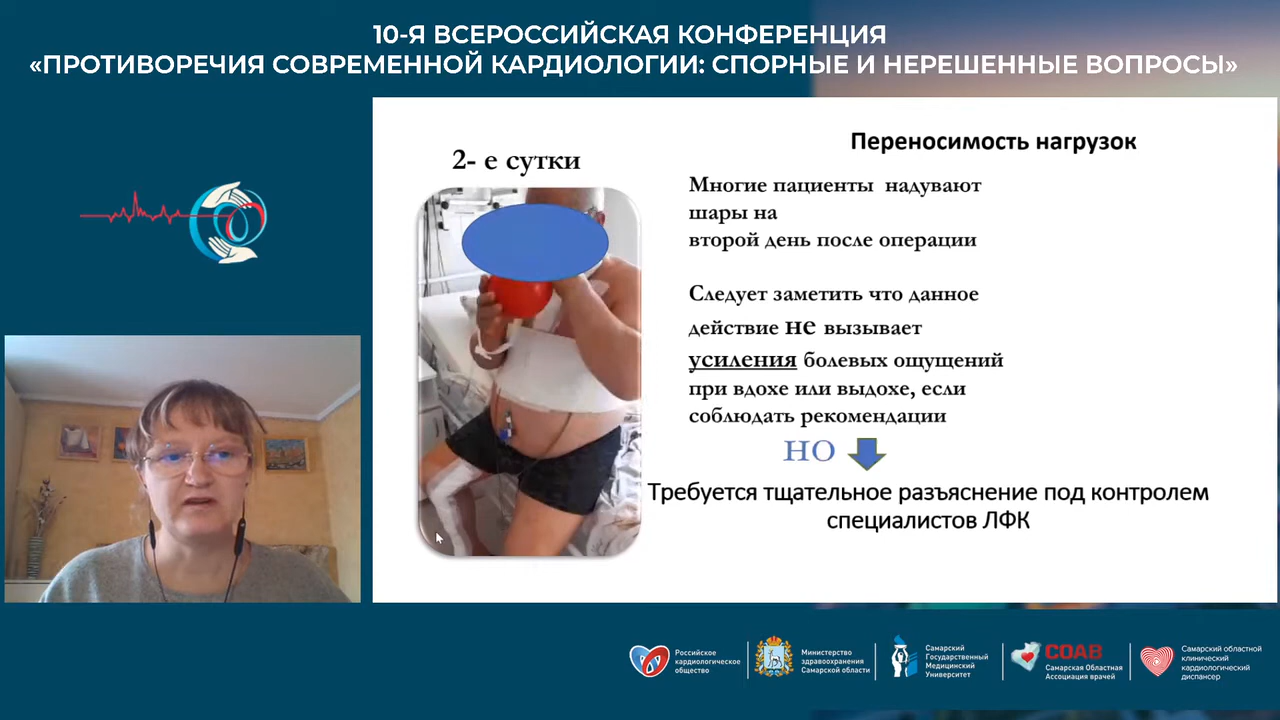 10-Я ВСЕРОССИЙСКАЯ КОНФЕРЕНЦИЯ
«ПРОТИВОРЕЧИЯ СОВРЕМЕННОЙ КАРДИОЛОГИИ: СПОРНЫЕ И НЕРЕШЕННЫЕ ВОПРОСЫ»
Переносимость нагрузок
2- е сутки
Многие пациенты надувают
шары на
второй день после операции
Следует заметить что данное
действие не вызывает
усиления болевых ощущений
при вдохе или выдохе, если
соблюдать рекомендации
НО
Требуется тщательное разъяснение под контролем
специалистов ЛФК
Российское
кардиологическое
общество
Министерство
здравоохранения
Самарской области
Самарский
Государственный
Медицинский
Университет
СОАВ
Самарская Областная
Ассоциация врачей
Самарский областной
клинический
кардиологический
диспансер